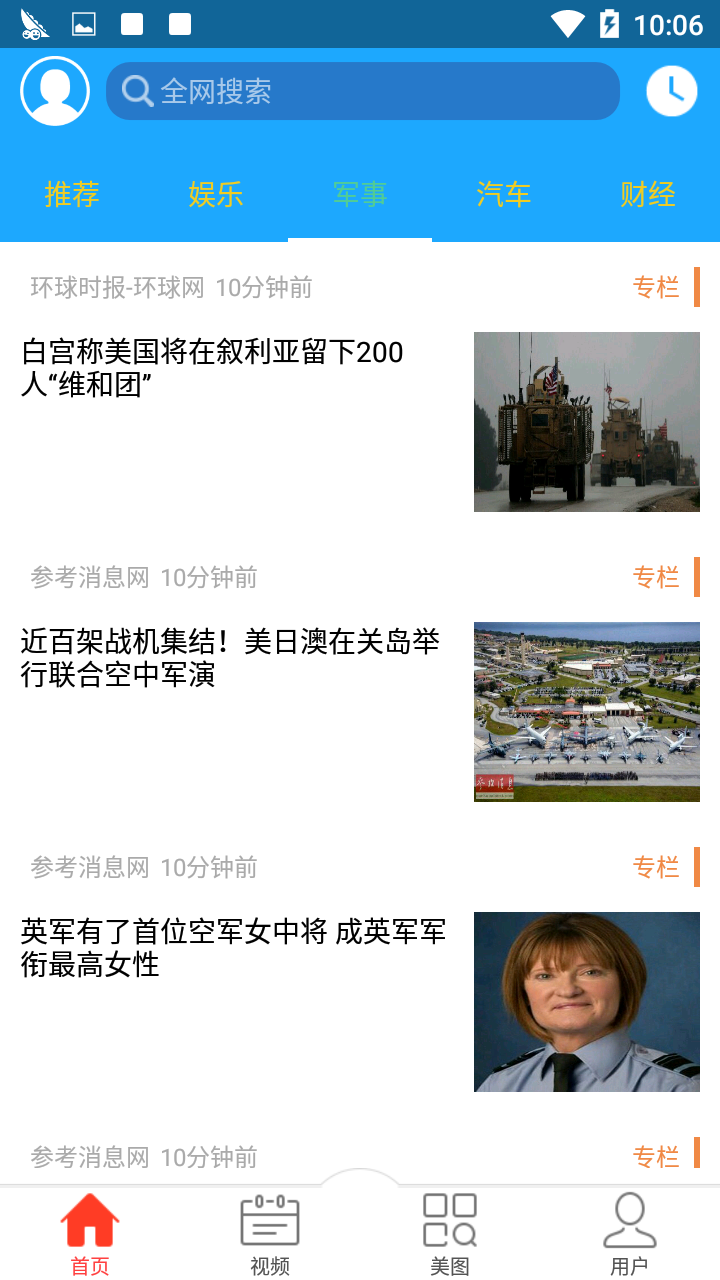 10:06
全网搜索
推荐 娱乐 军事 汽车 财经
环球时报-环球网 10分钟前 专栏
白宫称美国将在叙利亚留下200
人“维和团”
参考消息网 10分钟前 专栏
近百架战机集结！美日澳在关岛举
行联合空中军演
参考消息
参考消息网 10分钟前 专栏
英军有了首位空军女中将 成英军军
衔最高女性
参考消息网 10分钟前 专栏
首页 视频 美图 用户